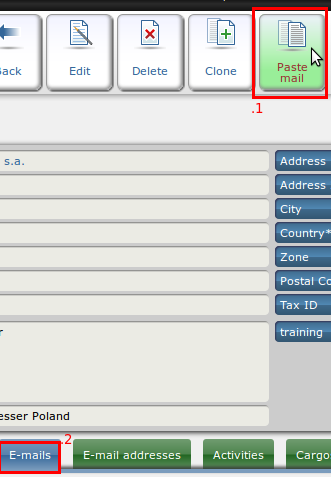 Back Edit Delete Clone Paste
mail
.1
s.a. Address
Address
City
Country*
Zone
Postal Co
Tax ID
r training
esser Poland
.2
E-mails E-mail addresses Activities Cargo